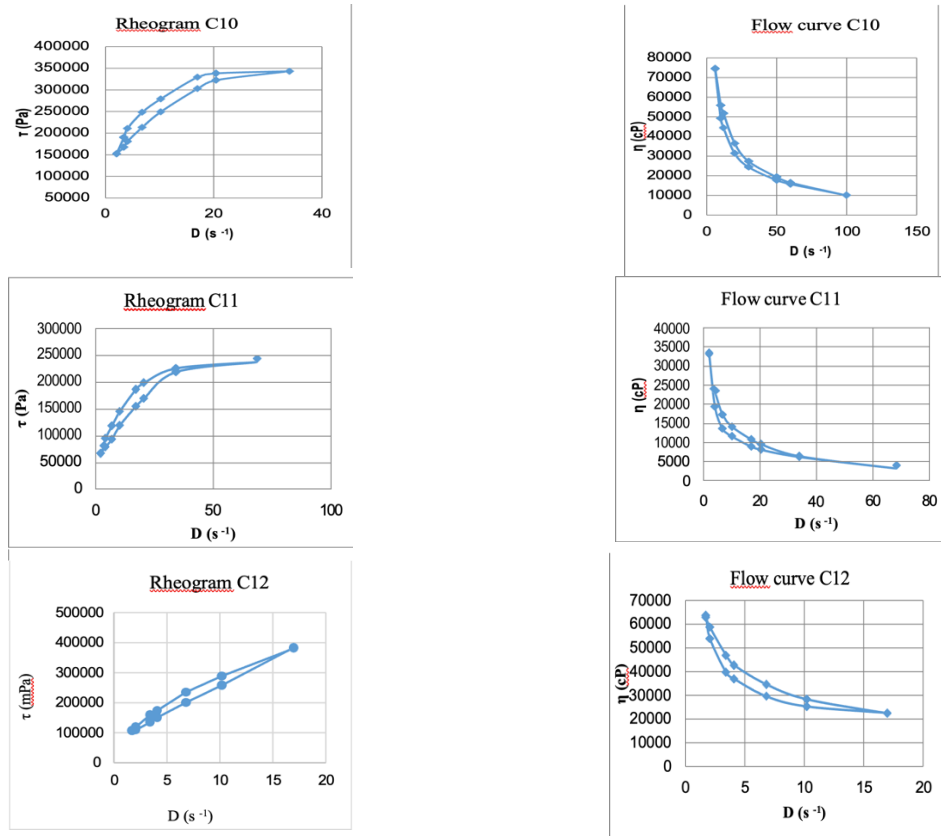 Rheogram C10
400000
350000
300000
250000
200000
150000
100000
50000
0 20 40
τ (Pa)
D (s -1)
Flow curve C10
80000
70000
60000
50000
40000
30000
20000
10000
0
0 50 100 150
η (cP)
D (s -1)
Rheogram C11
300000
250000
200000
150000
100000
50000
0
0 50 100
τ (Pa)
D (s -1)
Flow curve C11
40000
35000
30000
25000
20000
15000
10000
5000
0
0 20 40 60 80
η (cP)
D (s -1)
Rheogram C12
500000
400000
300000
200000
100000
0
0 5 10 15 20
τ (mPa)
D (s -1)
Flow curve C12
70000
60000
50000
40000
30000
20000
10000
0
0 5 10 15 20
η (cP)
D (s -1)